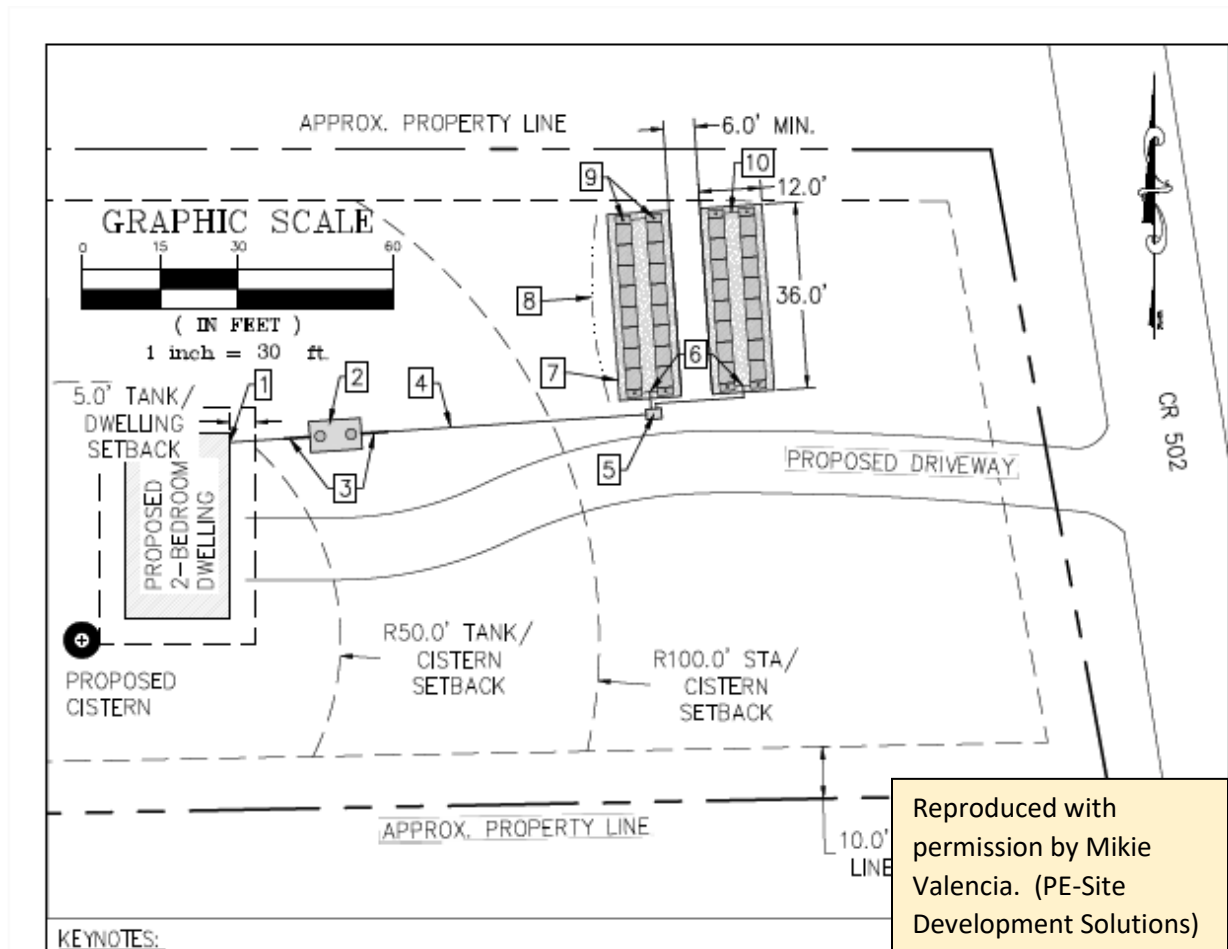 APPROX. PROPERTY LINE
6.0' MIN.
9
10
12.0'
GRAPHIC SCALE
0 15 30 60
( IN FEET )
1 inch = 30 ft.
8
36.0'
7
6
5.0' TANK/
DWELLING
SETBACK
1
2
4
3
5
CR 502
PROPOSED DRIVEWAY
PROPOSED
2-BEDROOM
DWELLING
PROPOSED
CISTERN
R50.0' TANK/
CISTERN
SETBACK
R100.0' STA/
CISTERN
SETBACK
APPROX. PROPERTY LINE
10.0'
LINE
Reproduced with
permission by Mikie
Valencia. (PE-Site
Development Solutions)
KEYNOTES: